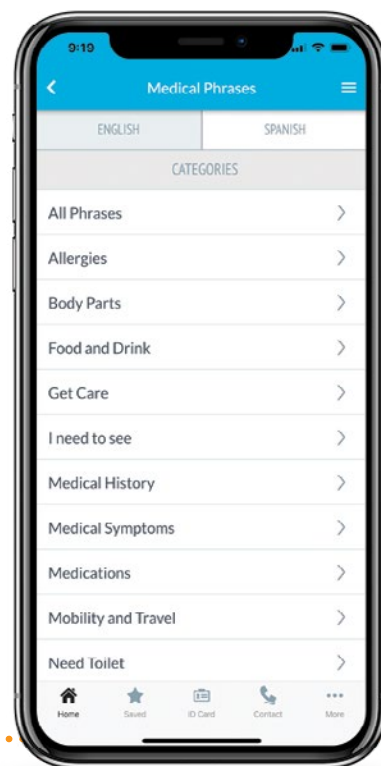 9:19
Medical Phrases
ENGLISH SPANISH
CATEGORIES
All Phrases
Allergies
Body Parts
Food and Drink
Get Care
I need to see
Medical History
Medical Symptoms
Medications
Mobility and Travel
Need Toilet
Home Saved ID Card Contact More